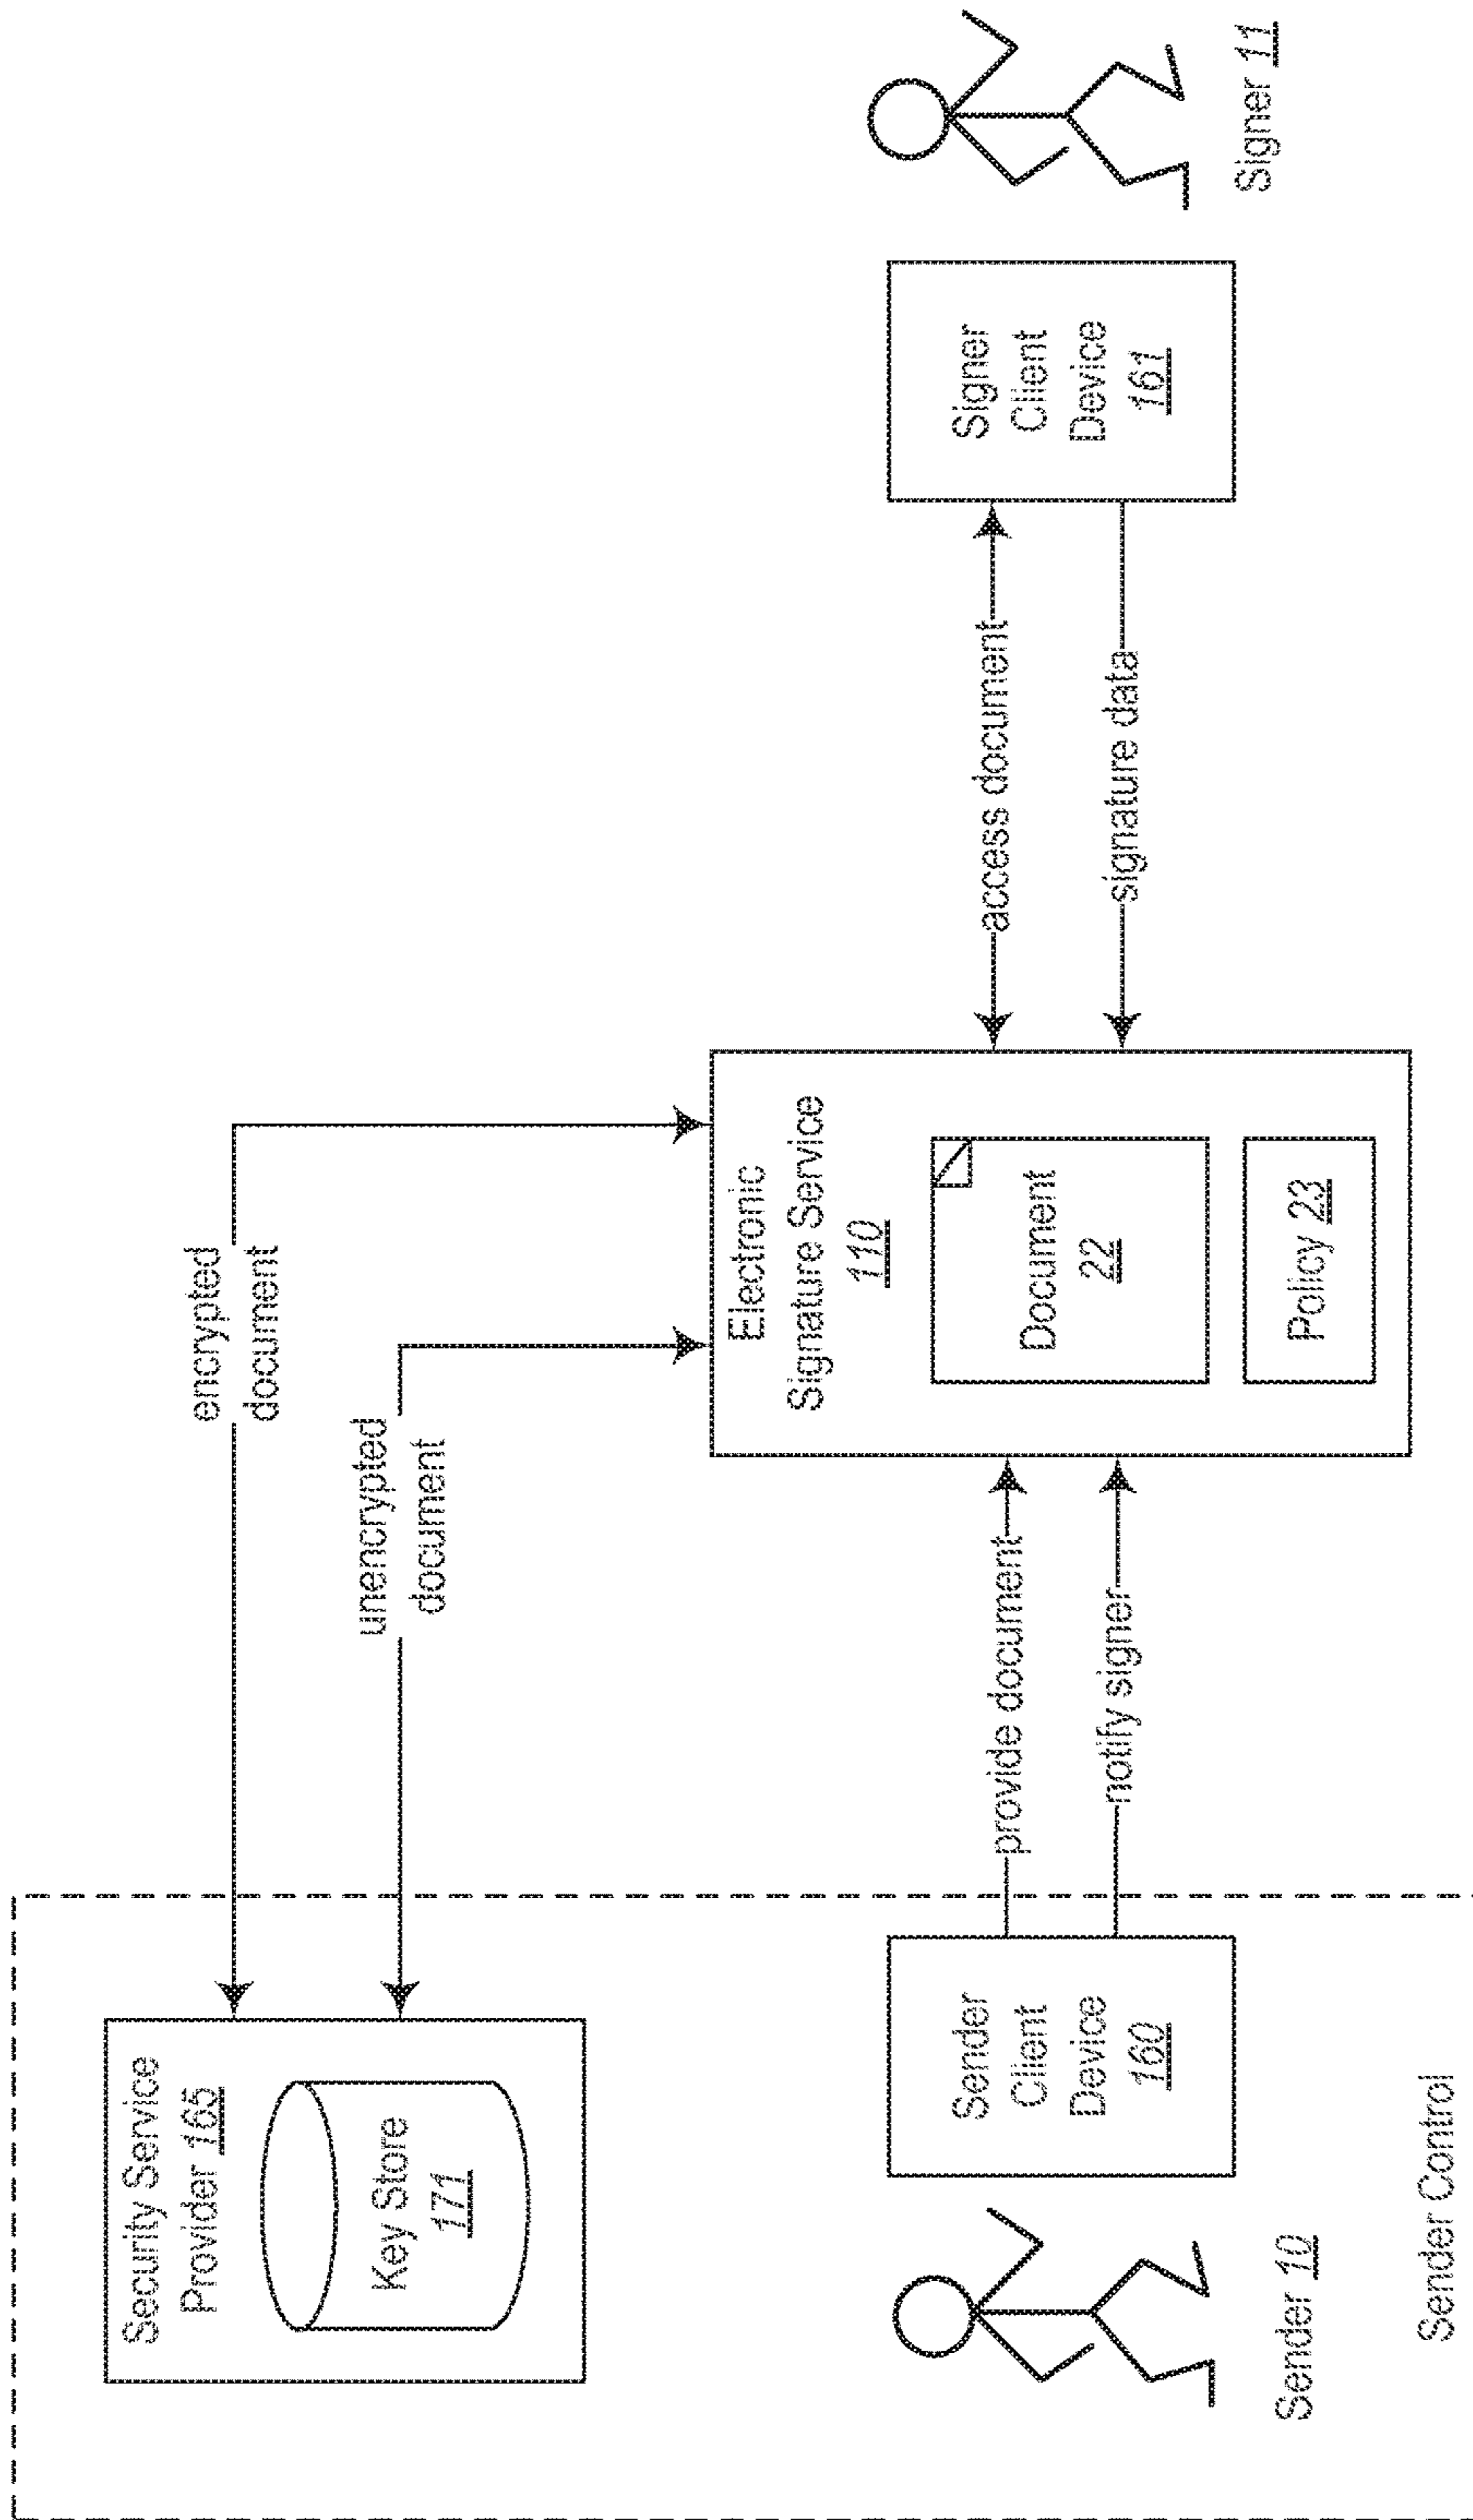 Security Service
Provider 165
Key Store
171
encrypted
document
unencrypted
document
Sender
Client
Device
160
Sender 10
Sender Control
provide document
notify signer
Electronic
Signature Service
110
Document
22
Policy 23
access document
signature data
Signer
Client
Device
161
Signer 11